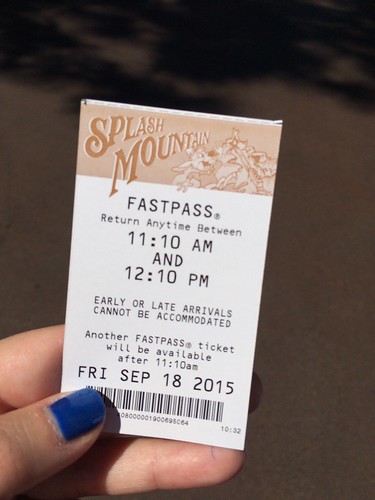 SPLASH
MOUNTAIN
FASTPASS®
Return Anytime Between
11:10 AM
AND
12:10 PM
EARLY OR LATE ARRIVALS
CANNOT BE ACCOMMODATED
Another FASTPASS® ticket
will be available
after 11:10am
FRI SEP 18 2015
10:32